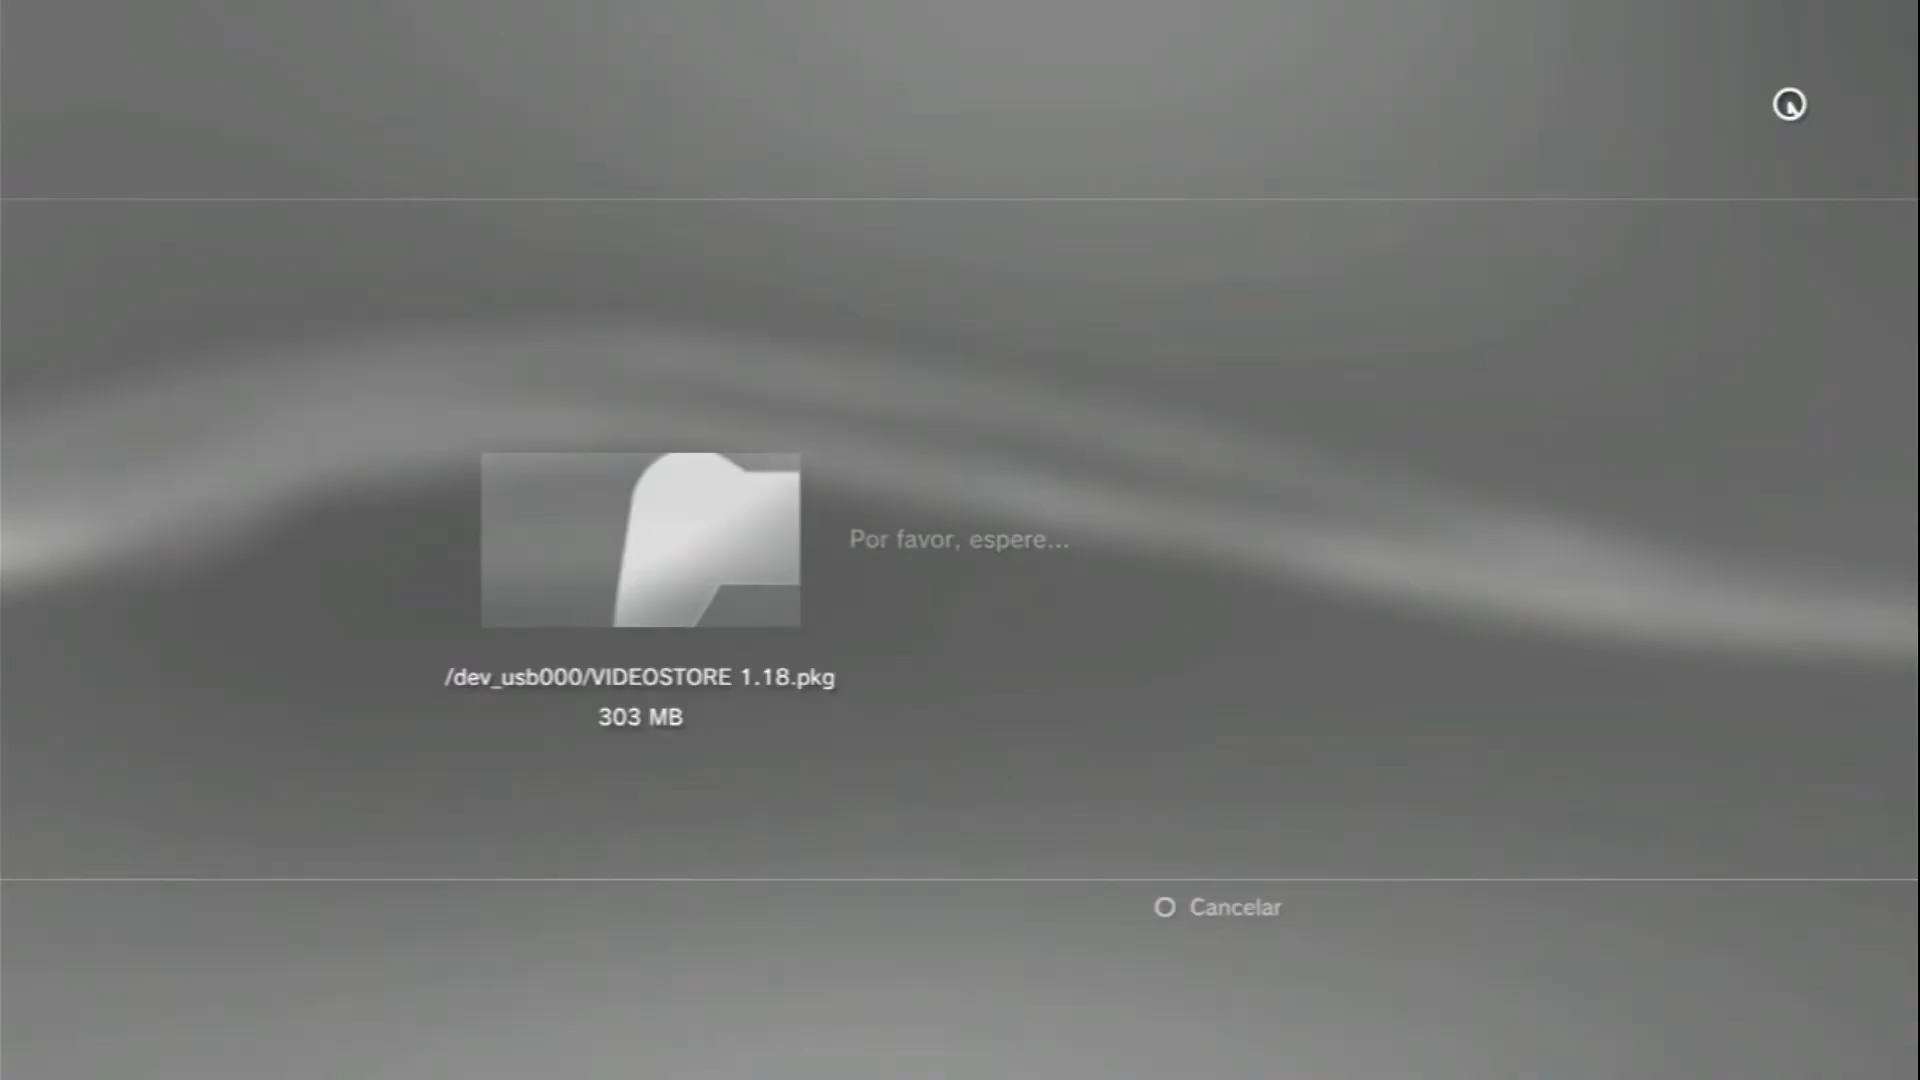 Por favor, espere...
/dev_usb000/VIDEOSTORE 1.18.pkg
303 MB
Cancelar